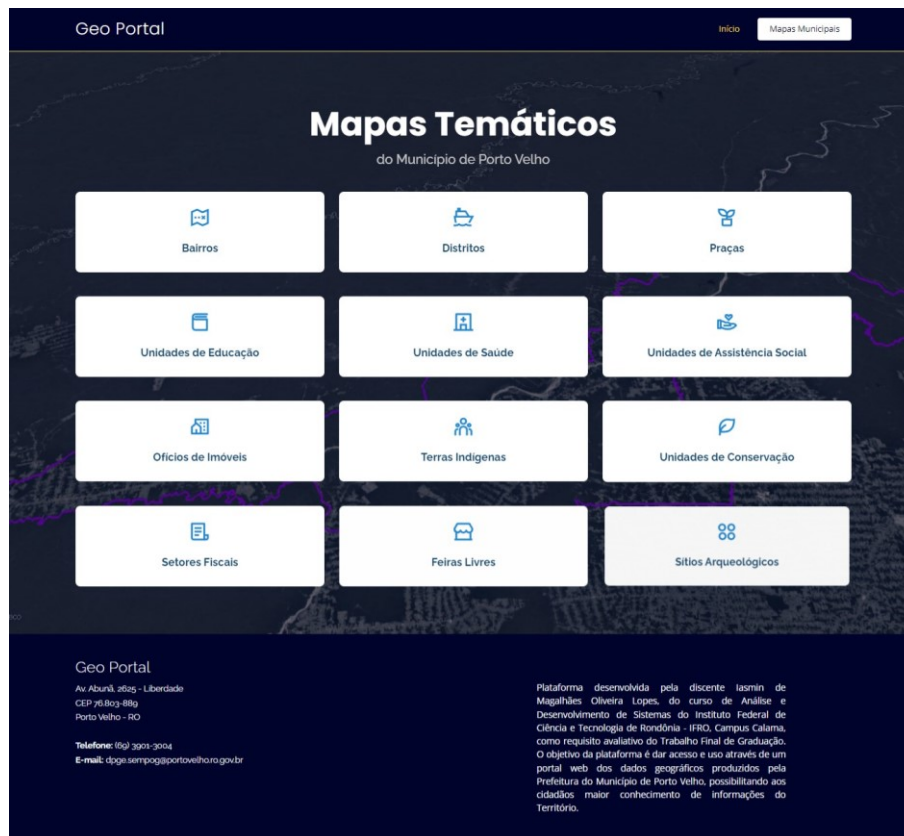 Geo Portal
Início
Mapas Municipais
Mapas Temáticos
do Município de Porto Velho
Bairros
Distritos
Praças
Unidades de Educação
Unidades de Saúde
Unidades de Assistência Social
Ofícios de Imóveis
Terras Indígenas
Unidades de Conservação
Setores Fiscais
Feiras Livres
Sítios Arqueológicos
Geo Portal
Av. Abunã, 2625 - Liberdade
CEP 76.803-889
Porto Velho - RO
Telefone: (69) 3901-3004
E-mail: dpge.sempog@portovelho.ro.gov.br
Plataforma desenvolvida pela discente Iasmin de
Magalhães Oliveira Lopes, do curso de Análise e
Desenvolvimento de Sistemas do Instituto Federal de
Ciência e Tecnologia de Rondônia - IFRO, Campus Calama,
como requisito avaliativo do Trabalho Final de Graduação.
O objetivo da plataforma é dar acesso e uso através de um
portal web dos dados geográficos produzidos pela
Prefeitura do Município de Porto Velho, possibilitando aos
cidadãos maior conhecimento de informações do
Território.